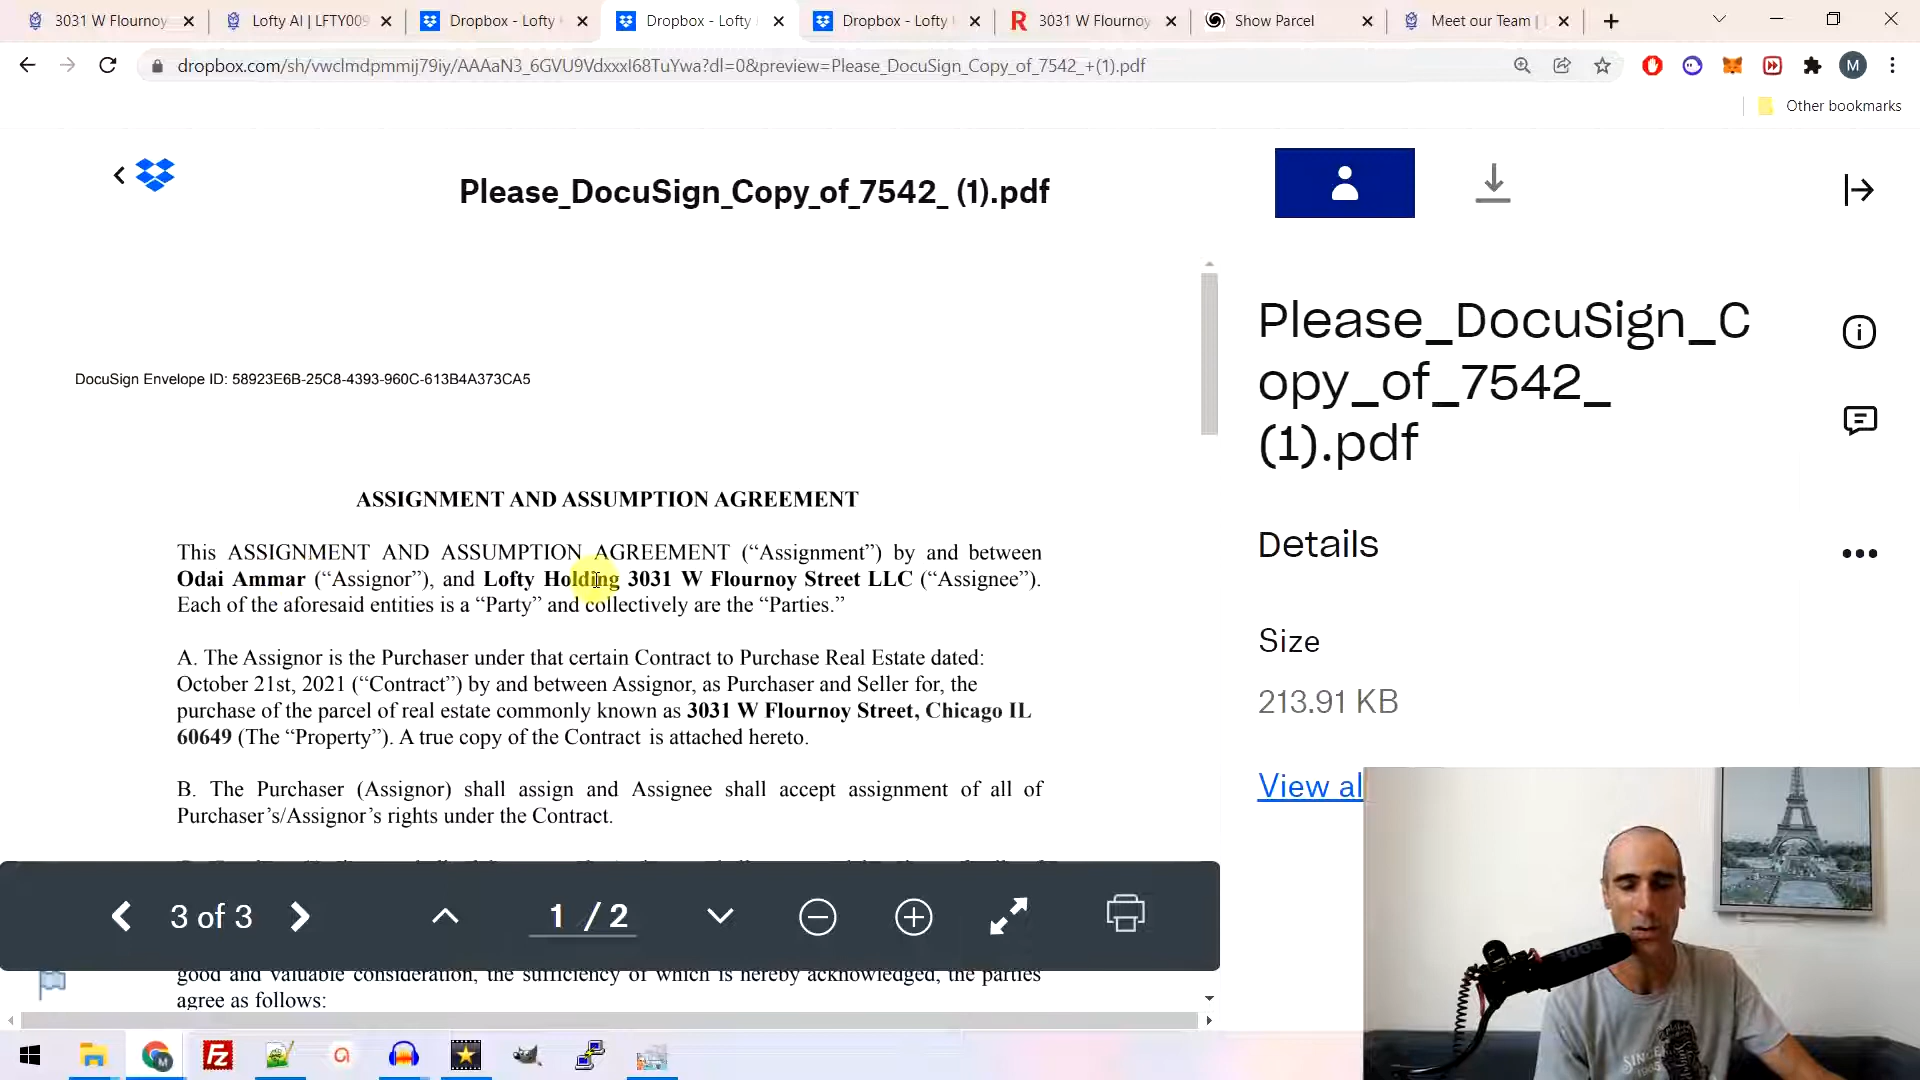 3031 W Flournoy
Lofty AI | LFTY009
Dropbox - Lofty
Dropbox - Lofty
Dropbox - Lofty
3031 W Flournoy
Show Parcel
Meet our Team |
dropbox.com/sh/vwclmdpmmij79iy/AAAaN3_6GVU9VdxxxI68TuYwa?dl=0&preview=Please_DocuSign_Copy_of_7542_+(1).pdf
M
Other bookmarks
Please_DocuSign_Copy_of_7542_ (1).pdf
DocuSign Envelope ID: 58923E6B-25C8-4393-960C-613B4A373CA5
ASSIGNMENT AND ASSUMPTION AGREEMENT
This ASSIGNMENT AND ASSUMPTION AGREEMENT (“Assignment”) by and between
Odai Ammar (“Assignor”), and Lofty Holding 3031 W Flournoy Street LLC (“Assignee”).
Each of the aforesaid entities is a “Party” and collectively are the “Parties.”
A. The Assignor is the Purchaser under that certain Contract to Purchase Real Estate dated:
October 21st, 2021 (“Contract”) by and between Assignor, as Purchaser and Seller for, the
purchase of the parcel of real estate commonly known as 3031 W Flournoy Street, Chicago IL
60649 (The “Property”). A true copy of the Contract is attached hereto.
B. The Purchaser (Assignor) shall assign and Assignee shall accept assignment of all of
Purchaser’s/Assignor’s rights under the Contract.
good and valuable consideration, the sufficiency of which is hereby acknowledged, the parties
agree as follows:
3 of 3
1 / 2
Please_DocuSign_C
opy_of_7542_
(1).pdf
Details
Size
213.91 KB
View al
RODE